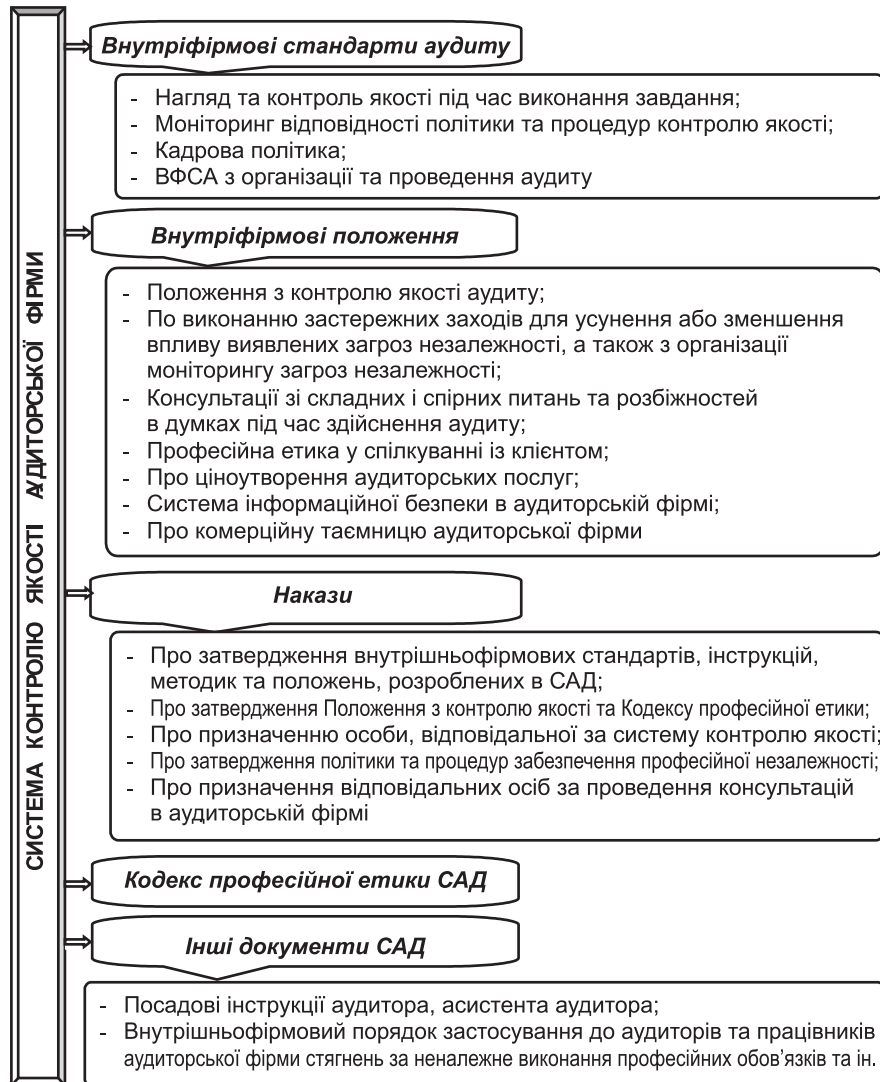 СИСТЕМА КОНТРОЛЮ ЯКОСТІ АУДИТОРСЬКОЇ ФІРМИ
Внутріфірмові стандарти аудиту
- Нагляд та контроль якості під час виконання завдання;
- Моніторинг відповідності політики та процедур контролю якості;
- Кадрова політика;
- ВФСА з організації та проведення аудиту
Внутріфірмові положення
- Положення з контролю якості аудиту;
- По виконанню застережних заходів для усунення або зменшення
впливу виявлених загроз незалежності, а також з організації
моніторингу загроз незалежності;
- Консультації зі складних і спірних питань та розбіжностей
в думках під час здійснення аудиту;
- Професійна етика у спілкуванні із клієнтом;
- Про ціноутворення аудиторських послуг;
- Система інформаційної безпеки в аудиторській фірмі;
- Про комерційну таємницю аудиторської фірми
Накази
- Про затвердження внутрішньофірмових стандартів, інструкцій,
методик та положень, розроблених в САД;
- Про затвердження Положення з контролю якості та Кодексу професійної етики;
- Про призначенню особи, відповідальної за систему контролю якості;
- Про затвердження політики та процедур забезпечення професійної незалежності;
- Про призначення відповідальних осіб за проведення консультацій
в аудиторській фірмі
Кодекс професійної етики САД
Інші документи САД
- Посадові інструкції аудитора, асистента аудитора;
- Внутрішньофірмовий порядок застосування до аудиторів та працівників
аудиторської фірми стягнень за неналежне виконання професійних обов’язків та ін.